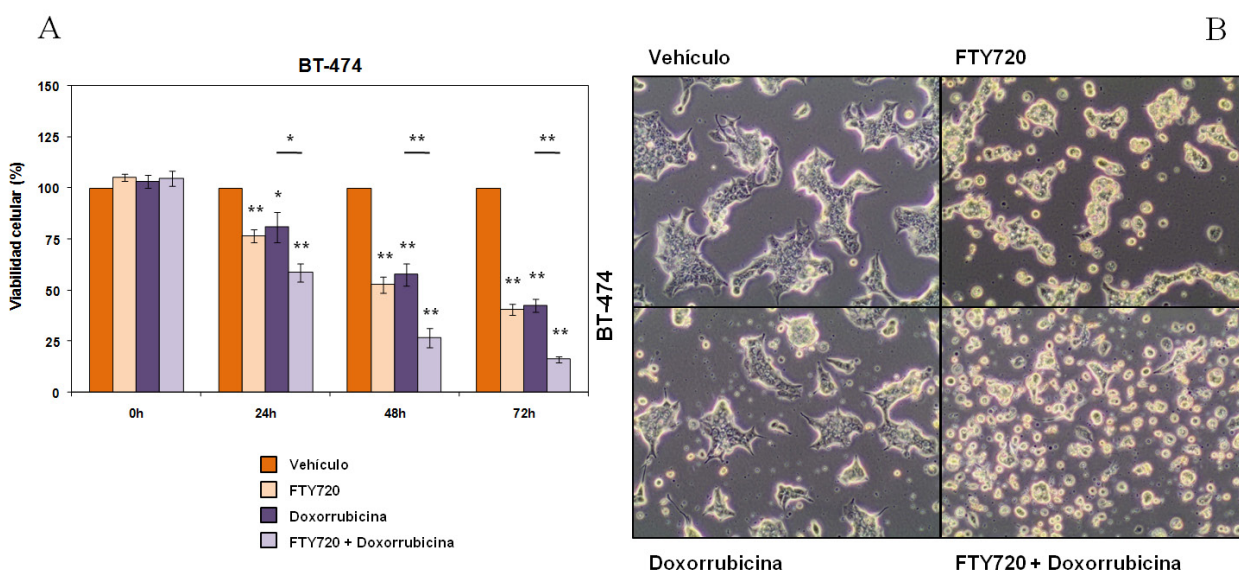 A
BT-474
150
125
100
75
50
25
0
Viabilidad celular (%)
* ** **
** * **
** ** **
** ** **
0h 24h 48h 72h
Vehículo
FTY720
Doxorrubicina
FTY720 + Doxorrubicina
B
Vehículo FTY720
BT-474
Doxorrubicina FTY720 + Doxorrubicina